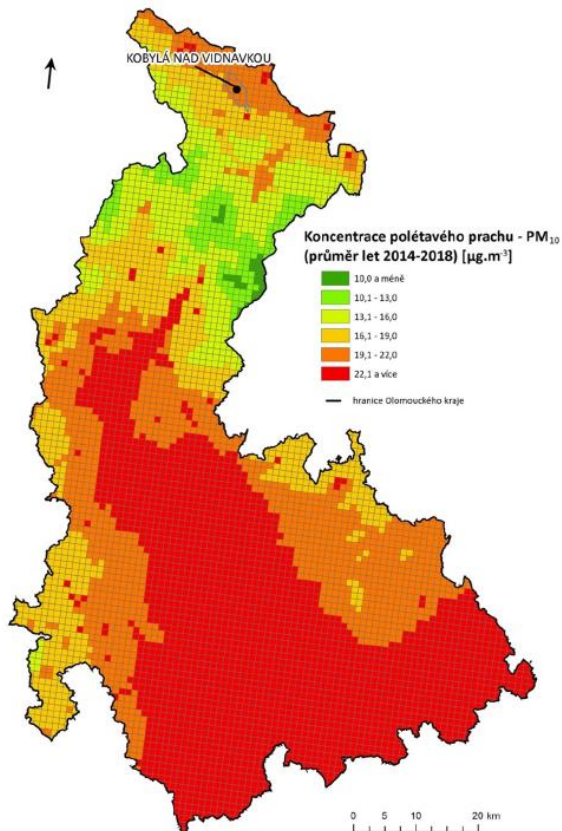 KOBYLÁ NAD VIDNAVKOU
Koncentrace polétavého prachu - PM₁₀
(průměr let 2014-2018) [µg.m⁻³]
10,0 a méně
10,1 - 13,0
13,1 - 16,0
16,1 - 19,0
19,1 - 22,0
22,1 a více
hranice Olomouckého kraje
0 5 10 20 km